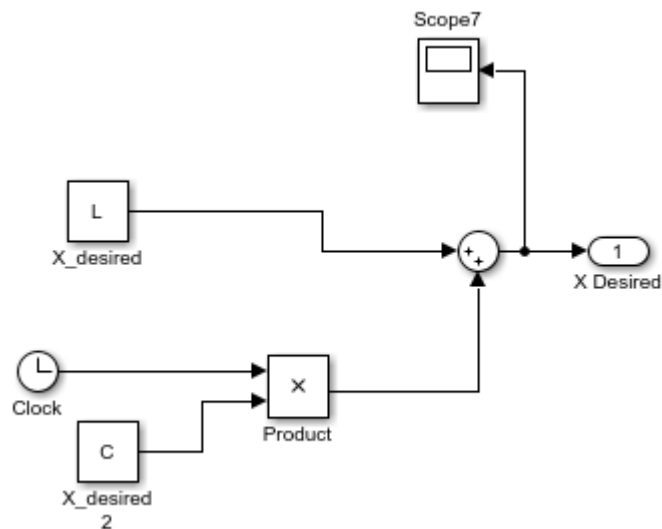 Scope7
L
X_desired
+
+
1
X Desired
Clock
×
Product
C
X_desired
2